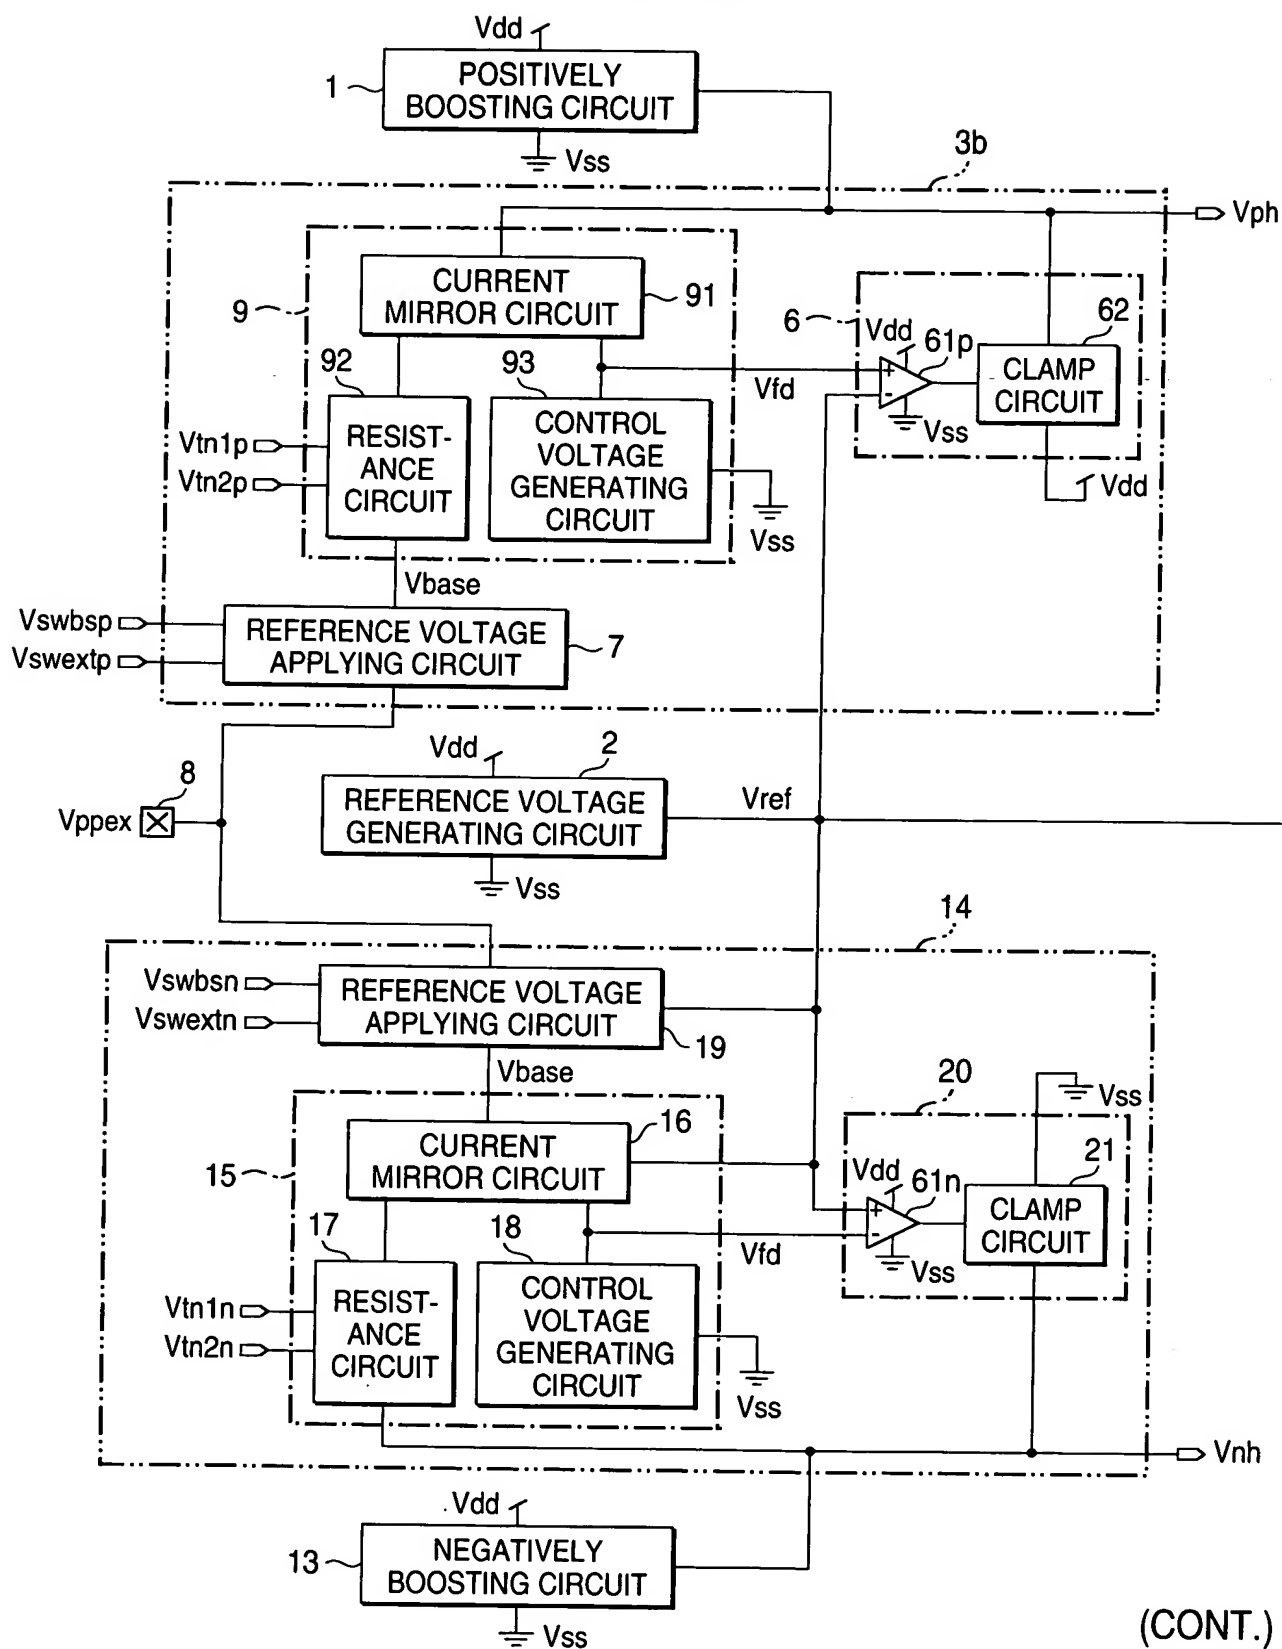 Vdd
1
POSITIVELY
BOOSTING CIRCUIT
Vss
3b
Vph
9
CURRENT
MIRROR CIRCUIT
91
6
Vdd
61p
62
92
93
Vfd
+
-
CLAMP
CIRCUIT
Vss
Vdd
Vtn1p
Vtn2p
RESIST-
ANCE
CIRCUIT
CONTROL
VOLTAGE
GENERATING
CIRCUIT
Vss
Vbase
Vswbsp
Vswextp
REFERENCE VOLTAGE
APPLYING CIRCUIT
7
Vdd
2
8
Vppex
REFERENCE VOLTAGE
GENERATING CIRCUIT
Vref
Vss
14
Vswbsn
Vswextn
REFERENCE VOLTAGE
APPLYING CIRCUIT
19
Vbase
20
Vss
15
CURRENT
MIRROR CIRCUIT
16
Vdd
61n
21
17
18
Vfd
+
-
CLAMP
CIRCUIT
Vss
Vtn1n
Vtn2n
RESIST-
ANCE
CIRCUIT
CONTROL
VOLTAGE
GENERATING
CIRCUIT
Vss
Vnh
Vdd
13
NEGATIVELY
BOOSTING CIRCUIT
Vss
(CONT.)